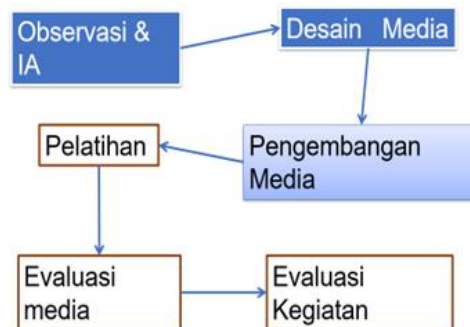 Observasi &
IA
Desain Media
Pengembangan
Media
Pelatihan
Evaluasi
media
Evaluasi
Kegiatan